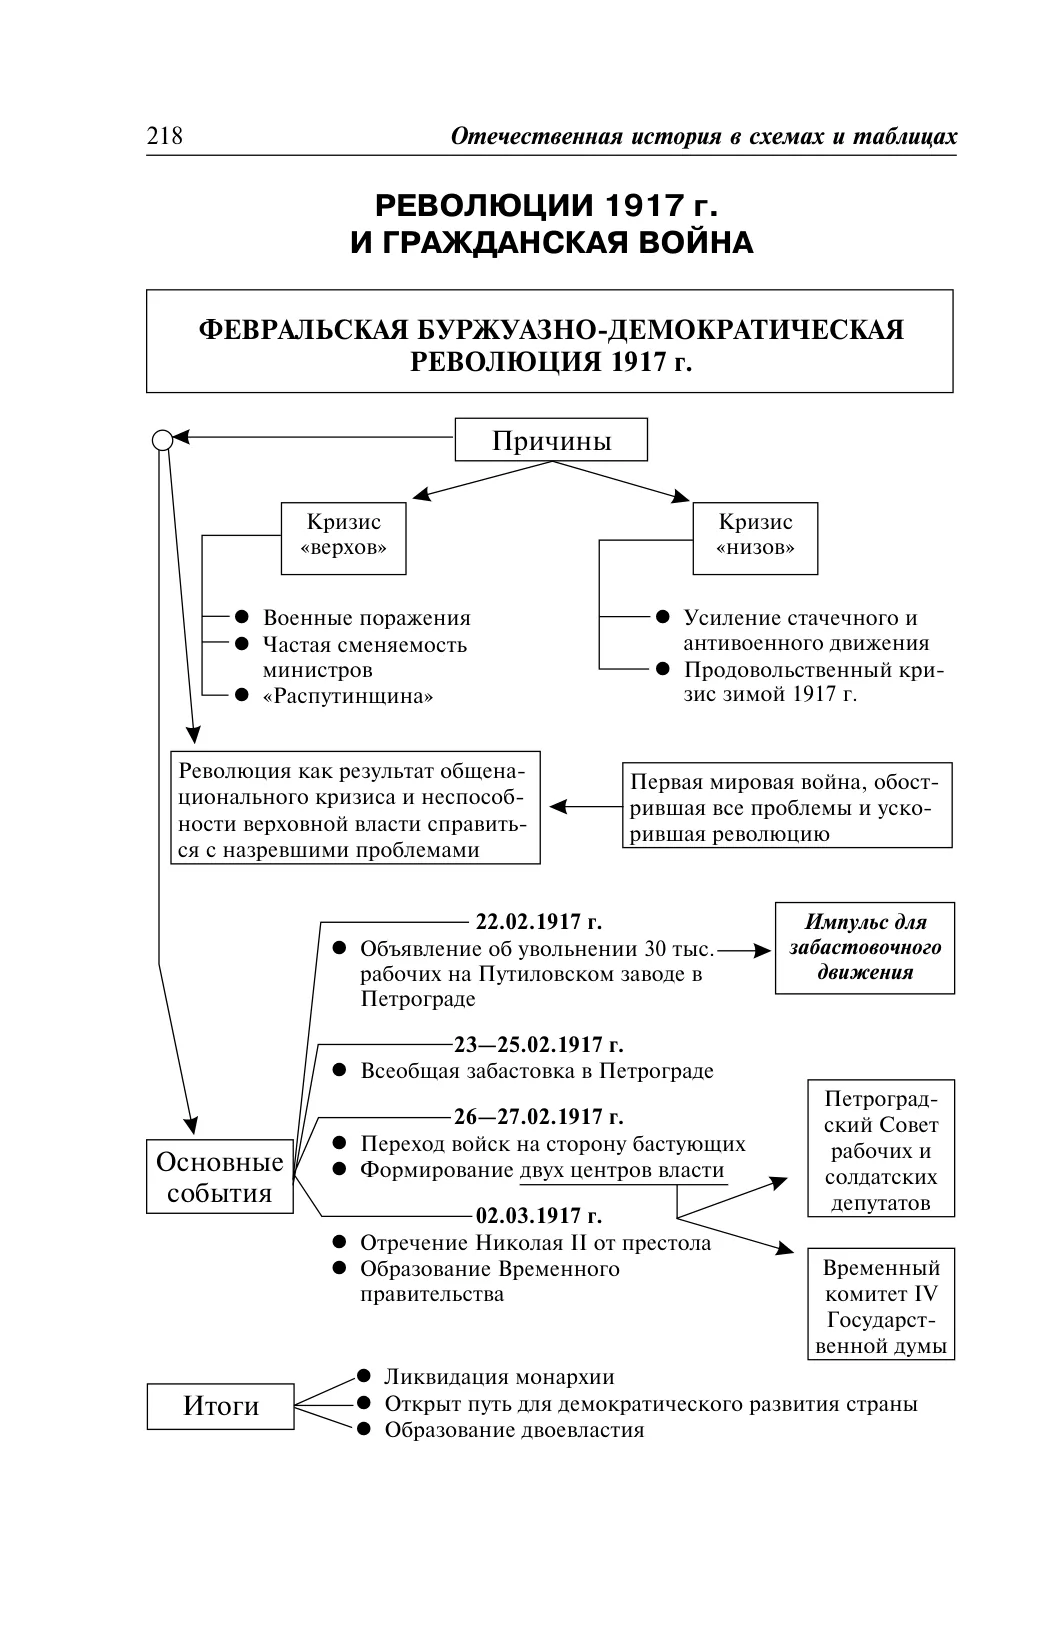 218
Отечественная история в схемах и таблицах
РЕВОЛЮЦИИ 1917 г.
И ГРАЖДАНСКАЯ ВОЙНА
ФЕВРАЛЬСКАЯ БУРЖУАЗНО-ДЕМОКРАТИЧЕСКАЯ
РЕВОЛЮЦИЯ 1917 г.
Причины
Кризис
«верхов»
● Военные поражения
● Частая сменяемость
министров
● «Распутинщина»
Кризис
«низов»
● Усиление стачечного и
антивоенного движения
● Продовольственный кри-
зис зимой 1917 г.
Революция как результат общена-
ционального кризиса и неспособ-
ности верховной власти справить-
ся с назревшими проблемами
Первая мировая война, обост-
рившая все проблемы и уско-
рившая революцию
Основные
события
22.02.1917 г.
● Объявление об увольнении 30 тыс.
рабочих на Путиловском заводе в
Петрограде
Импульс для
забастовочного
движения
23—25.02.1917 г.
● Всеобщая забастовка в Петрограде
26—27.02.1917 г.
● Переход войск на сторону бастующих
● Формирование двух центров власти
Петроград-
ский Совет
рабочих и
солдатских
депутатов
Временный
комитет IV
Государст-
венной думы
02.03.1917 г.
● Отречение Николая II от престола
● Образование Временного
правительства
Итоги
● Ликвидация монархии
● Открыт путь для демократического развития страны
● Образование двоевластия